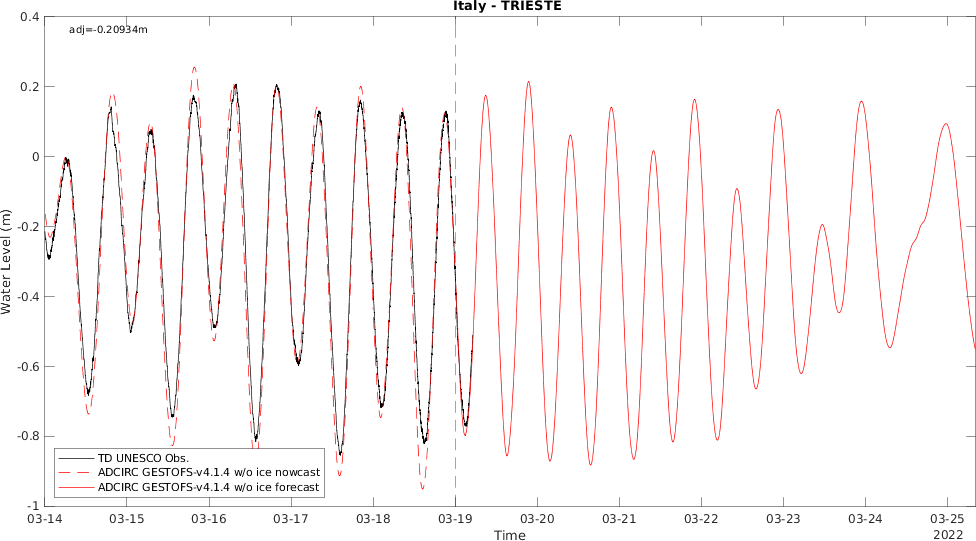 Italy - TRIESTE
adj=-0.20934m
Water Level (m)
0.4
0.2
0
-0.2
-0.4
-0.6
-0.8
-1
TD UNESCO Obs.
ADCIRC GESTOFS-v4.1.4 w/o ice nowcast
ADCIRC GESTOFS-v4.1.4 w/o ice forecast
03-14 03-15 03-16 03-17 03-18 03-19 03-20 03-21 03-22 03-23 03-24 03-25
Time
2022